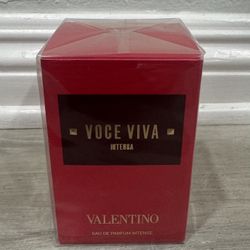 VOCE VIVA
INTENSA
VALENTINO
EAU DE PARFUM INTENSE